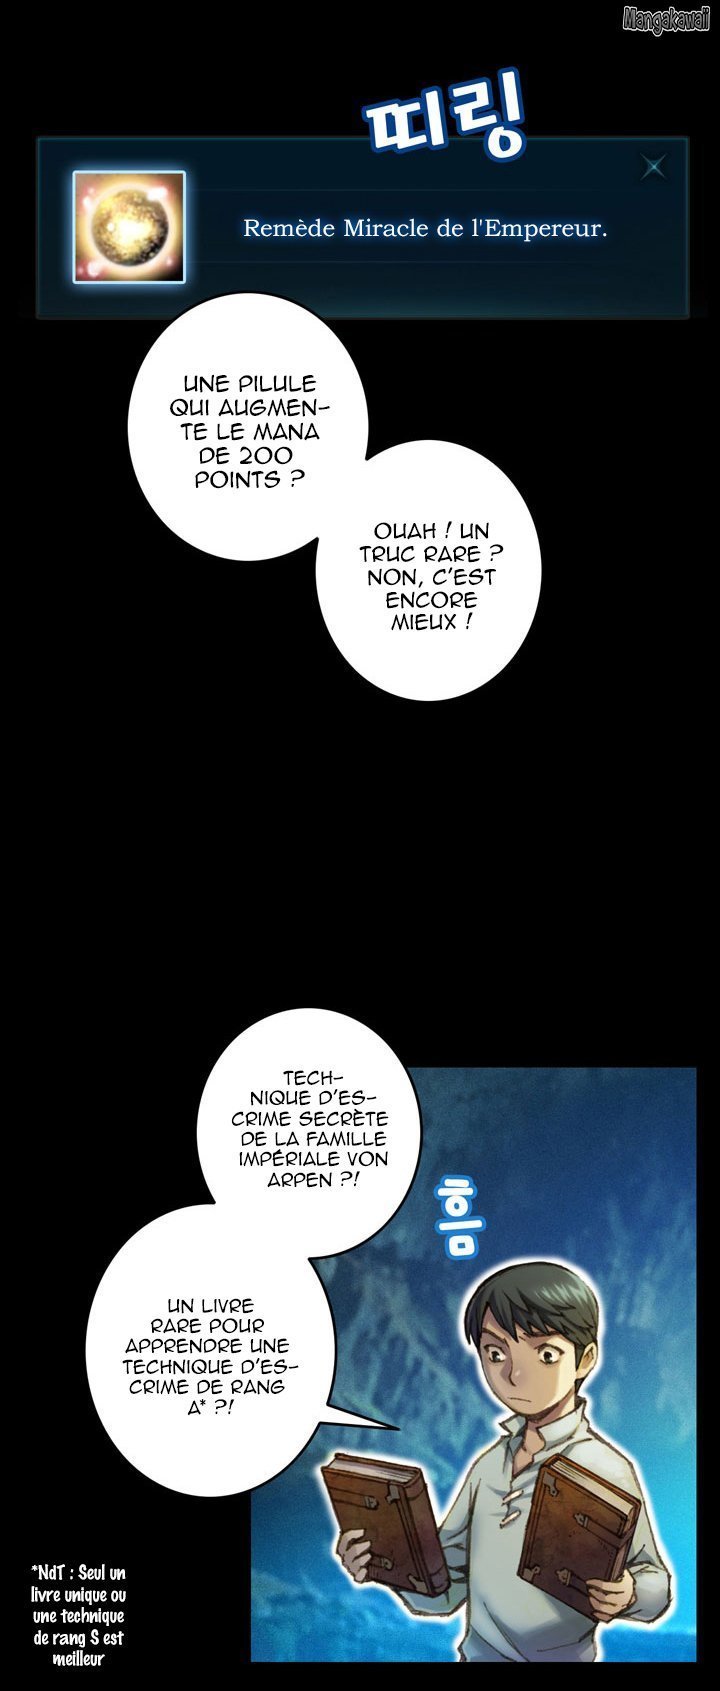 Mangakawaii
띠링
Remède Miracle de l'Empereur.
UNE PILULE
QUI AUGMEN-
TE LE MANA
DE 200
POINTS ?
OUAH ! UN
TRUC RARE ?
NON, C'EST
ENCORE
MIEUX !
TECH-
NIQUE D'ES-
CRIME SECRÈTE
DE LA FAMILLE
IMPÉRIALE VON
ARPEN ?!
흠
UN LIVRE
RARE POUR
APPRENDRE UNE
TECHNIQUE D'ES-
CRIME DE RANG
A* ?!
*NdT : Seul un
livre unique ou
une technique
de rang S est
meilleur